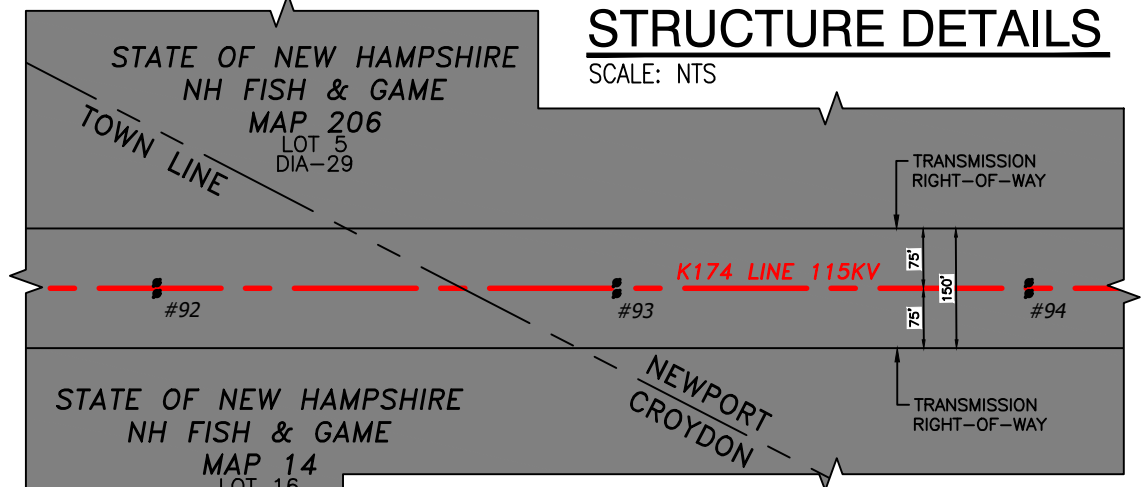 STRUCTURE DETAILS
SCALE: NTS
STATE OF NEW HAMPSHIRE
NH FISH & GAME
MAP 206
LOT 5
DIA-29
TOWN LINE
TRANSMISSION
RIGHT-OF-WAY
K174 LINE 115KV
75'
150'
75'
#92
#93
#94
NEWPORT
CROYDON
TRANSMISSION
RIGHT-OF-WAY
STATE OF NEW HAMPSHIRE
NH FISH & GAME
MAP 14
LOT 16